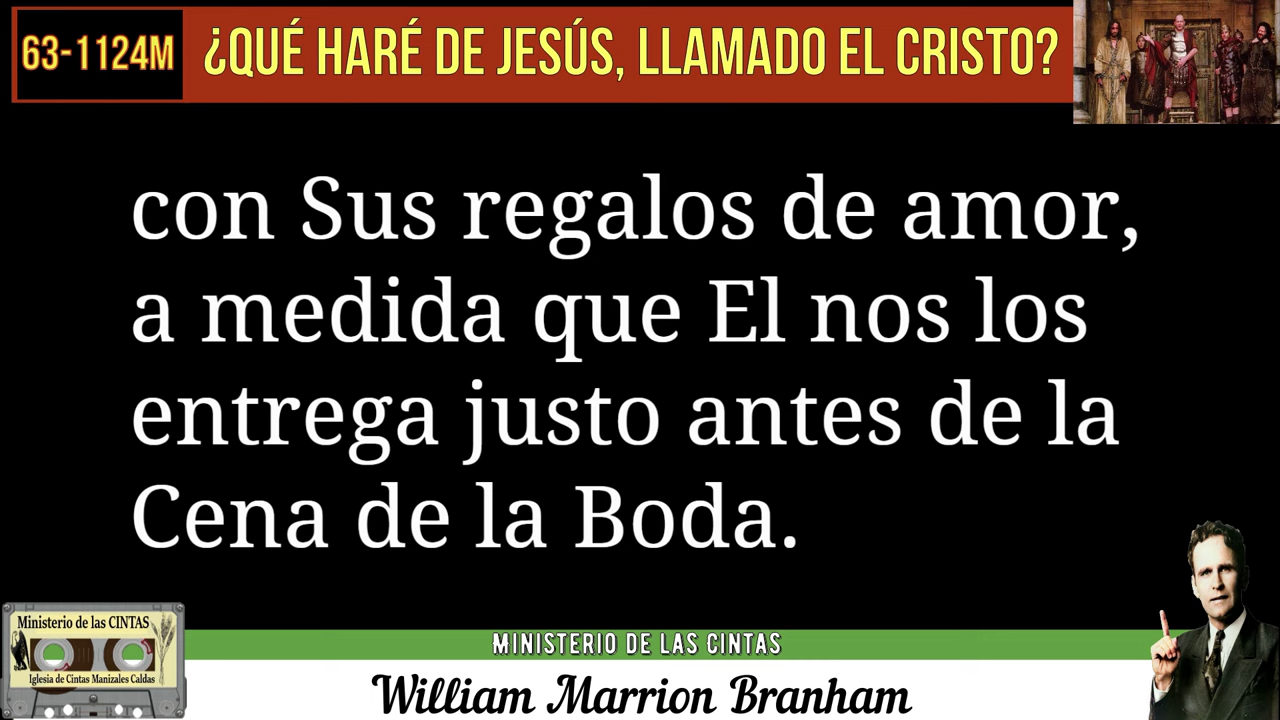 63-1124M
¿QUÉ HARÉ DE JESÚS, LLAMADO EL CRISTO?
con Sus regalos de amor,
a medida que El nos los
entrega justo antes de la
Cena de la Boda.
Ministerio de las CINTAS
Iglesia de Cintas Manizales Caldas
MINISTERIO DE LAS CINTAS
William Marrion Branham